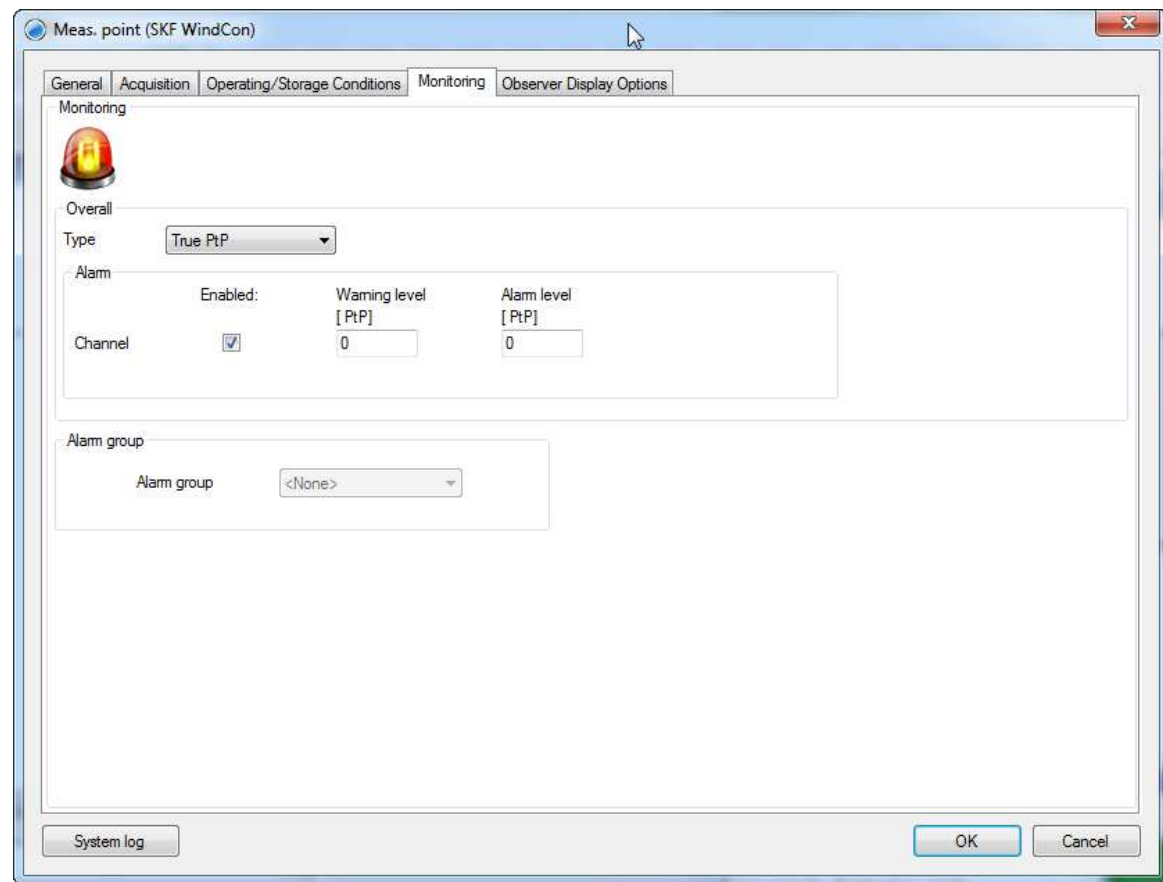 Meas. point (SKF WindCon)
General Acquisition Operating/Storage Conditions Monitoring Observer Display Options
Monitoring
Overall
Type True PtP
Alarm
Enabled: Warning level Alarm level
[ PtP] [ PtP]
Channel 0 0
Alarm group
Alarm group <None>
System log OK Cancel